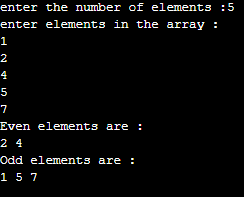 enter the number of elements :5
enter elements in the array :
1
2
4
5
7
Even elements are :
2 4
Odd elements are :
1 5 7